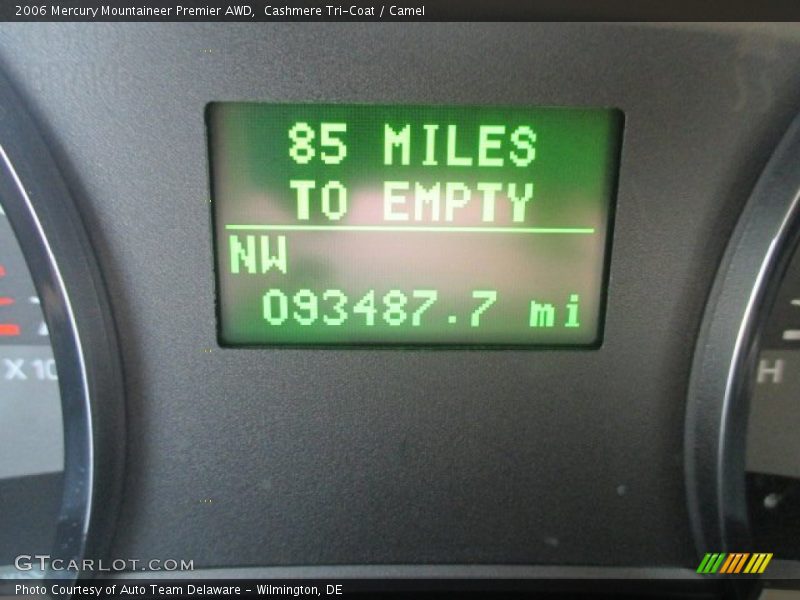 2006 Mercury Mountaineer Premier AWD, Cashmere Tri-Coat / Camel
85 MILES
TO EMPTY
NW
093487.7 mi
X 10
H
GTCARLOT.COM
Photo Courtesy of Auto Team Delaware - Wilmington, DE